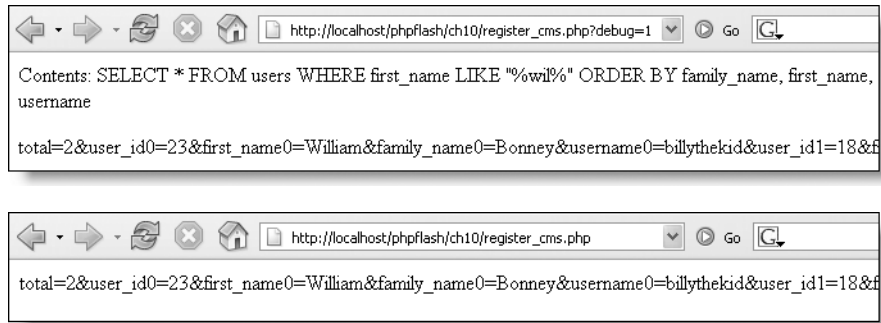 http://localhost/phpflash/ch10/register_cms.php?debug=1 Go G
Contents: SELECT * FROM users WHERE first_name LIKE "%wil%" ORDER BY family_name, first_name,
username
total=2&user_id0=23&first_name0=William&family_name0=Bonney&username0=billythekid&user_id1=18&f
http://localhost/phpflash/ch10/register_cms.php Go G
total=2&user_id0=23&first_name0=William&family_name0=Bonney&username0=billythekid&user_id1=18&f